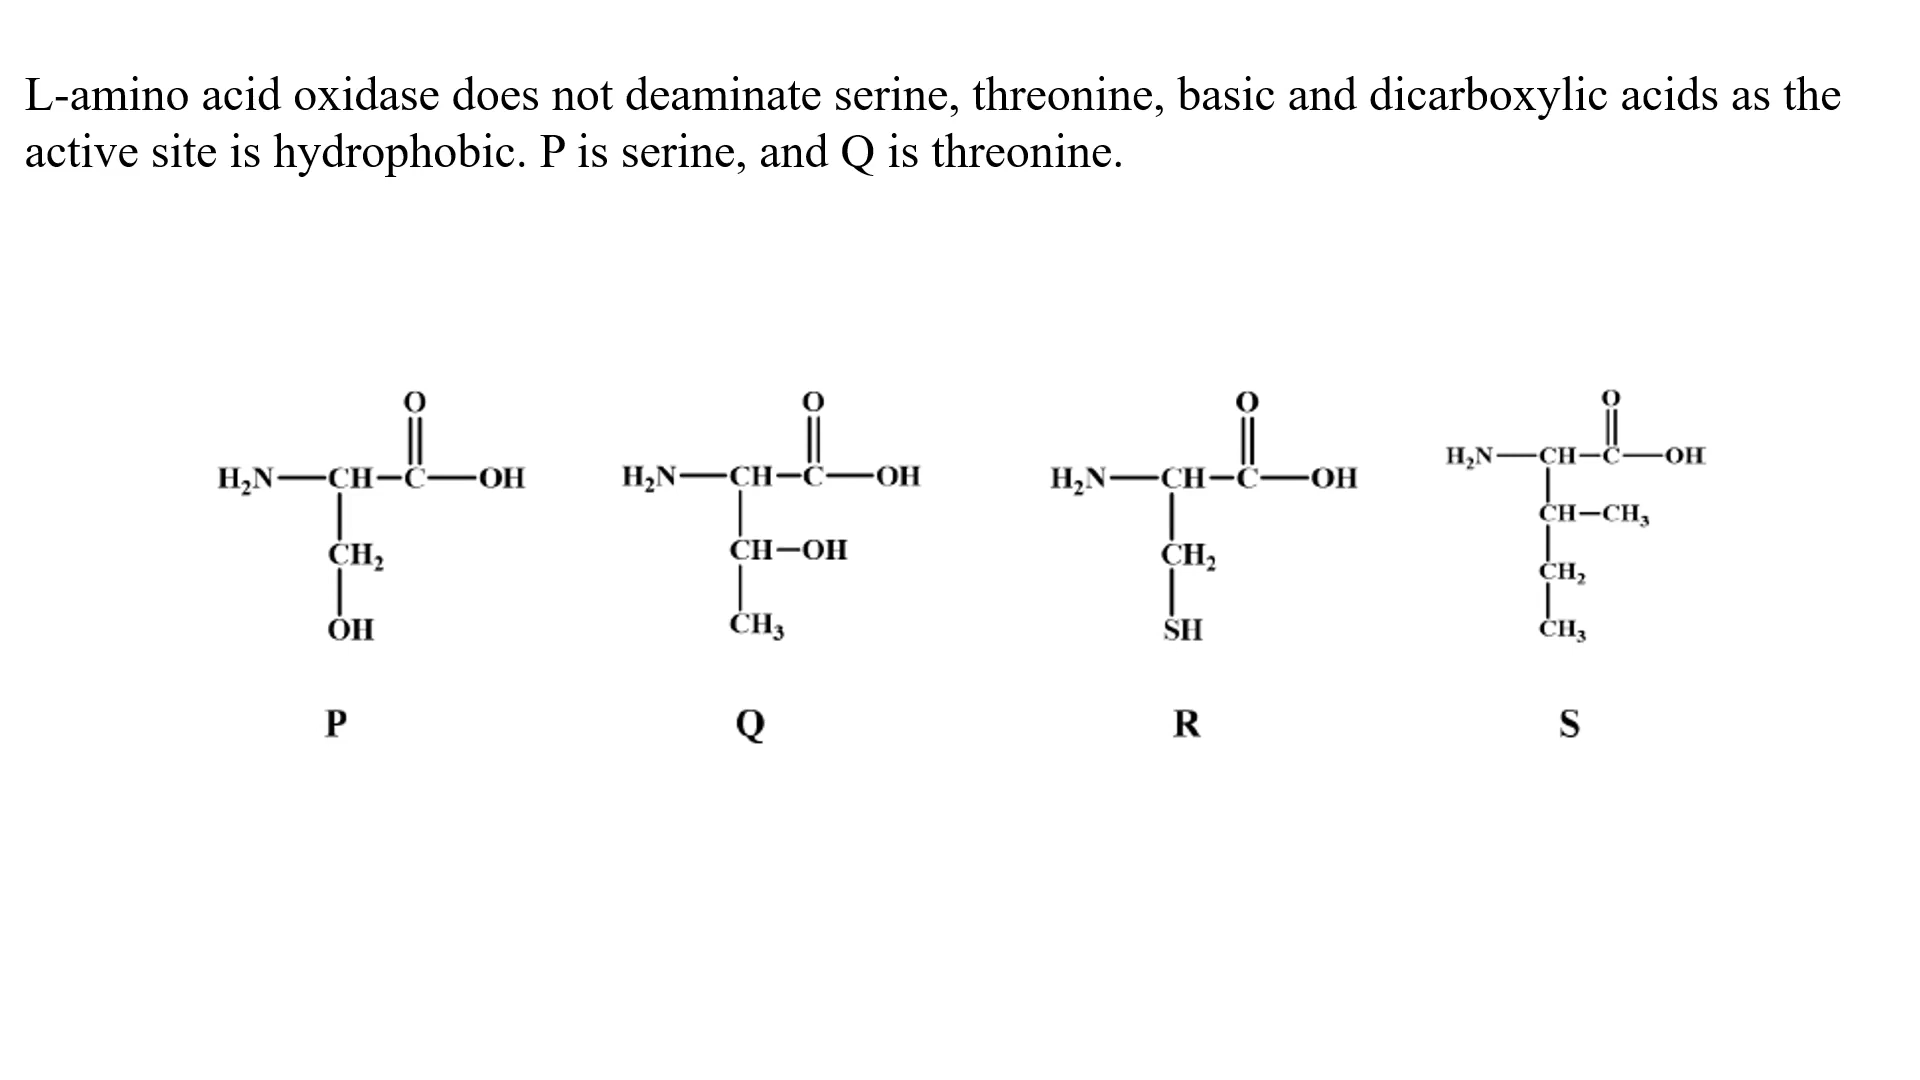 L-amino acid oxidase does not deaminate serine, threonine, basic and dicarboxylic acids as the
active site is hydrophobic. P is serine, and Q is threonine.
O O O O
H₂N—CH—C—OH H₂N—CH—C—OH H₂N—CH—C—OH H₂N—CH—C—OH
CH₂ CH—OH CH₂ CH—CH₃
CH₂
OH CH₃ SH CH₃
P Q R S